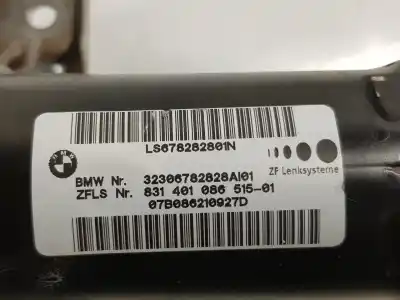 LS678282801N
BMW Nr. 32306782828AI01
ZFLS Nr. 831 401 086 515-01
07B086210927D
ZF Lenksysteme